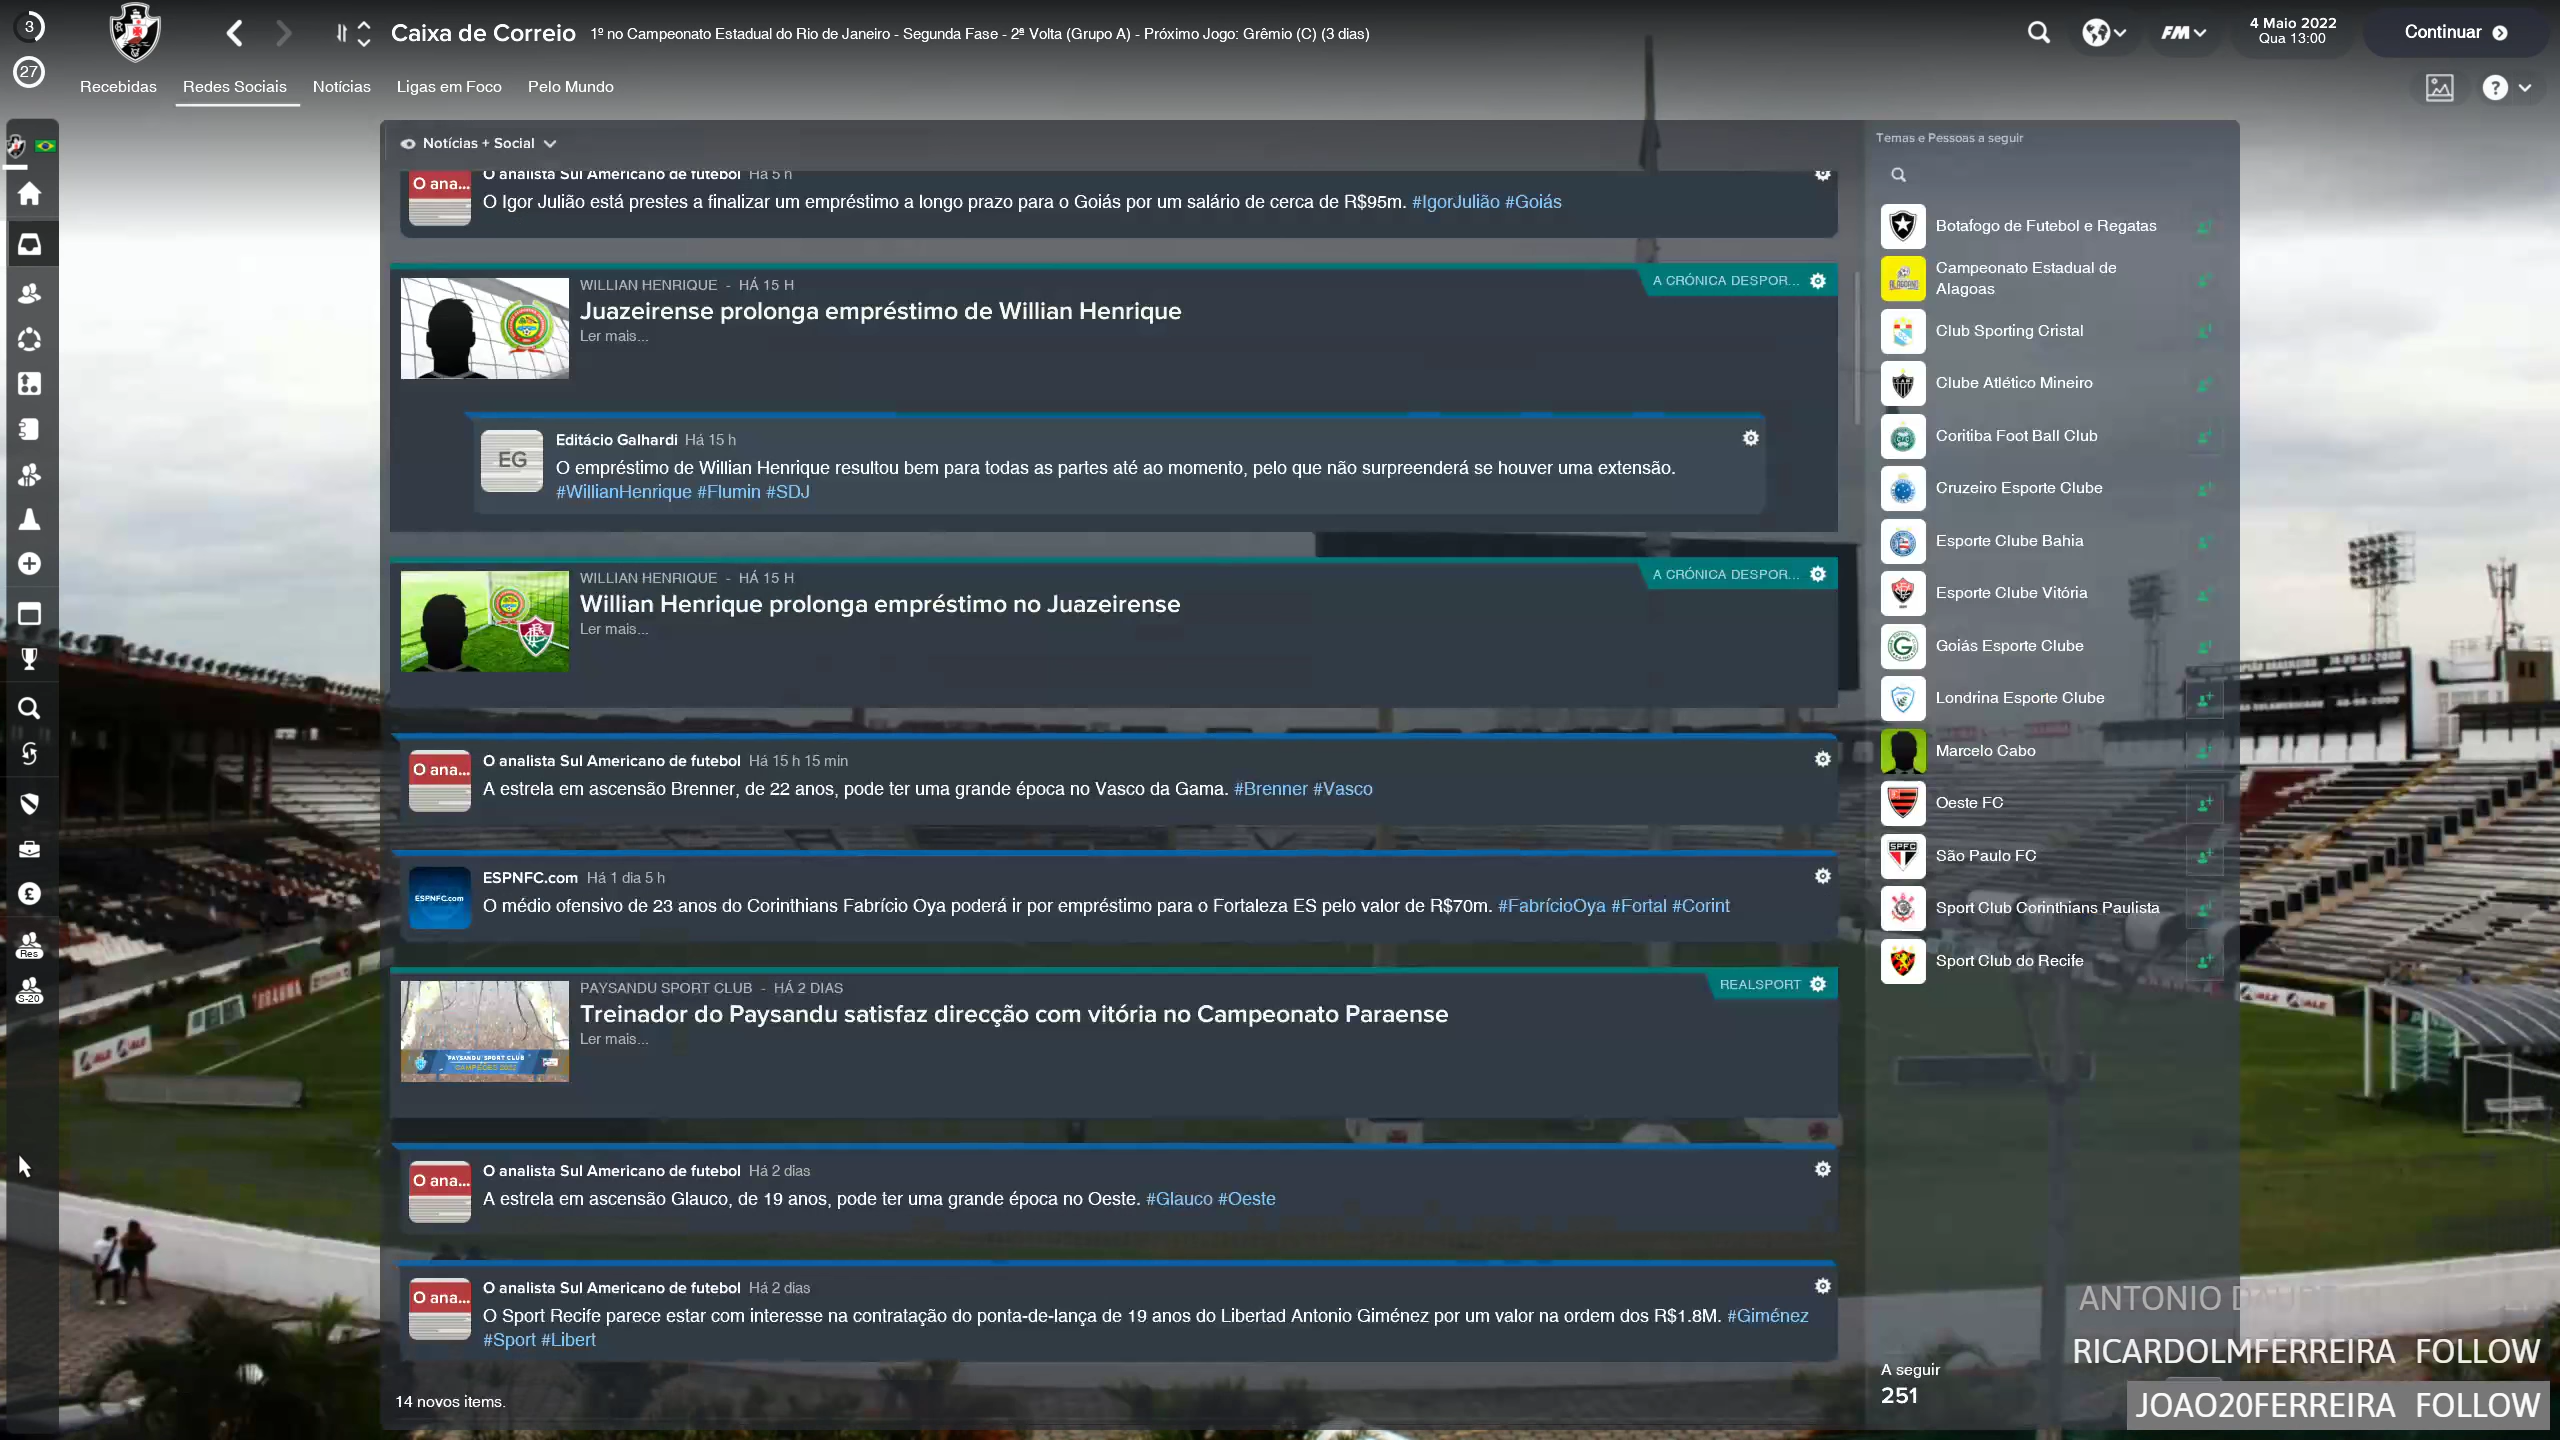 3
Caixa de Correio 1º no Campeonato Estadual do Rio de Janeiro - Segunda Fase - 2ª Volta (Grupo A) - Próximo Jogo: Grêmio (C) (3 dias)
FM
4 Maio 2022
Qua 13:00
Continuar
27
Recebidas Redes Sociais Notícias Ligas em Foco Pelo Mundo
?
Notícias + Social
O ana...
O analista Sul Americano de futebol Há 5 h
O Igor Julião está prestes a finalizar um empréstimo a longo prazo para o Goiás por um salário de cerca de R$95m. #IgorJulião #Goiás
WILLIAN HENRIQUE - HÁ 15 H
A CRÓNICA DESPOR...
Juazeirense prolonga empréstimo de Willian Henrique
Ler mais...
EG
Editácio Galhardi Há 15 h
O empréstimo de Willian Henrique resultou bem para todas as partes até ao momento, pelo que não surpreenderá se houver uma extensão.
#WillianHenrique #Flumin #SDJ
WILLIAN HENRIQUE - HÁ 15 H
A CRÓNICA DESPOR...
Willian Henrique prolonga empréstimo no Juazeirense
Ler mais...
O ana...
O analista Sul Americano de futebol Há 15 h 15 min
A estrela em ascensão Brenner, de 22 anos, pode ter uma grande época no Vasco da Gama. #Brenner #Vasco
ESPNFC.com
ESPNFC.com Há 1 dia 5 h
O médio ofensivo de 23 anos do Corinthians Fabrício Oya poderá ir por empréstimo para o Fortaleza ES pelo valor de R$70m. #FabrícioOya #Fortal #Corint
PAYSANDU SPORT CLUB
CAMPEÕES 2022
PAYSANDU SPORT CLUB - HÁ 2 DIAS
REALSPORT
Treinador do Paysandu satisfaz direcção com vitória no Campeonato Paraense
Ler mais...
O ana...
O analista Sul Americano de futebol Há 2 dias
A estrela em ascensão Glauco, de 19 anos, pode ter uma grande época no Oeste. #Glauco #Oeste
O ana...
O analista Sul Americano de futebol Há 2 dias
O Sport Recife parece estar com interesse na contratação do ponta-de-lança de 19 anos do Libertad Antonio Giménez por um valor na ordem dos R$1.8M. #Giménez
#Sport #Libert
14 novos items.
Temas e Pessoas a seguir
Botafogo de Futebol e Regatas
Campeonato Estadual de
Alagoas
Club Sporting Cristal
Clube Atlético Mineiro
Coritiba Foot Ball Club
Cruzeiro Esporte Clube
Esporte Clube Bahia
Esporte Clube Vitória
Goiás Esporte Clube
Londrina Esporte Clube
Marcelo Cabo
Oeste FC
SPFC
São Paulo FC
Sport Club Corinthians Paulista
Sport Club do Recife
A seguir
251
Res
S-20
ANTONIO
RICARDOLMFERREIRA FOLLOW
JOAO20FERREIRA FOLLOW